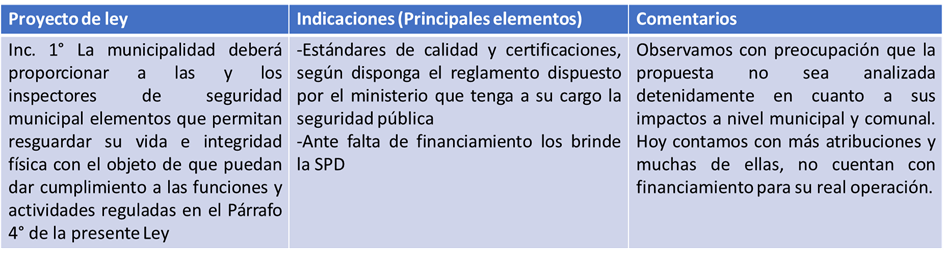 Proyecto de ley
Inc. 1° La municipalidad deberá
proporcionar a las y los
inspectores de seguridad
municipal elementos que permitan
resguardar su vida e integridad
física con el objeto de que puedan
dar cumplimiento a las funciones y
actividades reguladas en el Párrafo
4° de la presente Ley
Indicaciones (Principales elementos)
-Estándares de calidad y certificaciones,
según disponga el reglamento dispuesto
por el ministerio que tenga a su cargo la
seguridad pública
-Ante falta de financiamiento los brinde
la SPD
Comentarios
Observamos con preocupación que la
propuesta no sea analizada
detenidamente en cuanto a sus
impactos a nivel municipal y comunal.
Hoy contamos con más atribuciones y
muchas de ellas, no cuentan con
financiamiento para su real operación.